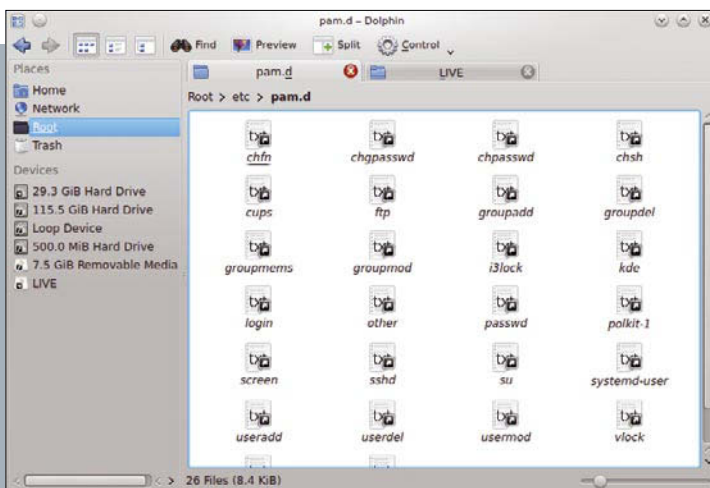 pam.d – Dolphin
Find Preview Split Control
Places
Home
Network
Root
Trash
Devices
29.3 GiB Hard Drive
115.5 GiB Hard Drive
Loop Device
500.0 MiB Hard Drive
7.5 GiB Removable Media
LIVE
pam.d LIVE
Root > etc > pam.d
chfn chgpasswd chpasswd chsh
cups ftp groupadd groupdel
groupmems groupmod i3lock kde
login other passwd polkit-1
screen sshd su systemd-user
useradd userdel usermod vlock
26 Files (8.4 KiB)